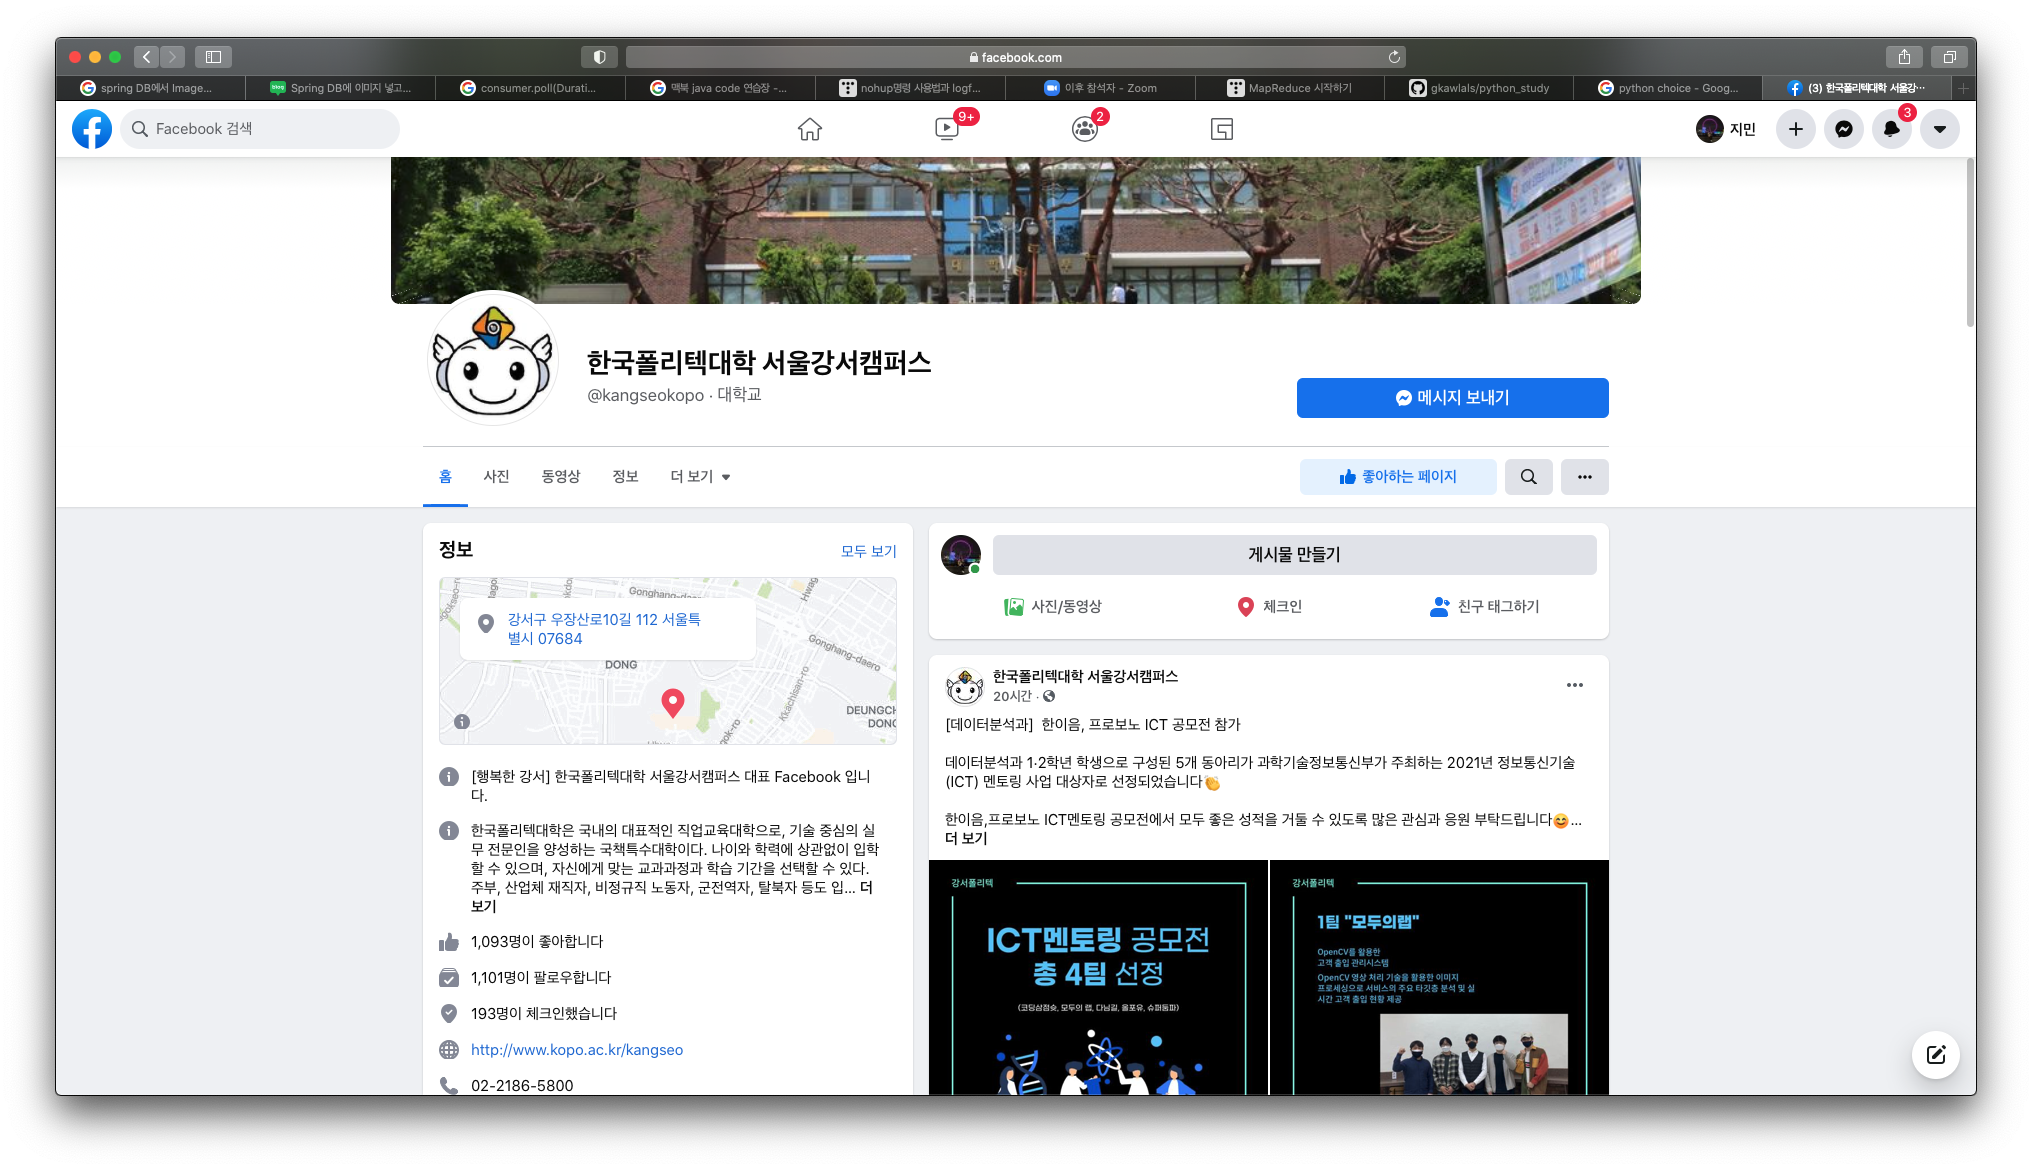 facebook.com
spring DB에서 Image...
Spring DB에 이미지 넣고...
consumer.poll(Durati...
맥북 java code 연습장 -...
nohup명령 사용법과 logf...
이후 참석자 - Zoom
MapReduce 시작하기
gkawlals/python_study
python choice - Goog...
(3) 한국폴리텍대학 서울강...
Facebook 검색
9+
2
지민
3
한국폴리텍대학 서울강서캠퍼스
@kangseokopo · 대학교
메시지 보내기
홈
사진
동영상
정보
더 보기
좋아하는 페이지
정보
모두 보기
Gonghang-daero
Hwag
강서구 우장산로10길 112 서울특
별시 07684
DONG
Gonghang-daero
Kkachisan-ro
DEUNGCH
DONG
gok-ro
[행복한 강서] 한국폴리텍대학 서울강서캠퍼스 대표 Facebook 입니
다.
한국폴리텍대학은 국내의 대표적인 직업교육대학으로, 기술 중심의 실
무 전문인을 양성하는 국책특수대학이다. 나이와 학력에 상관없이 입학
할 수 있으며, 자신에게 맞는 교과과정과 학습 기간을 선택할 수 있다.
주부, 산업체 재직자, 비정규직 노동자, 군전역자, 탈북자 등도 입... 더
보기
1,093명이 좋아합니다
1,101명이 팔로우합니다
193명이 체크인했습니다
http://www.kopo.ac.kr/kangseo
02-2186-5800
게시물 만들기
사진/동영상
체크인
친구 태그하기
한국폴리텍대학 서울강서캠퍼스
20시간 ·
[데이터분석과] 한이음, 프로보노 ICT 공모전 참가
데이터분석과 1·2학년 학생으로 구성된 5개 동아리가 과학기술정보통신부가 주최하는 2021년 정보통신기술
(ICT) 멘토링 사업 대상자로 선정되었습니다👏
한이음,프로보노 ICT멘토링 공모전에서 모두 좋은 성적을 거둘 수 있도록 많은 관심과 응원 부탁드립니다😊...
더 보기
강서폴리텍
ICT멘토링 공모전
총 4팀 선정
(코딩삼점슛, 모두의 랩, 다님길, 올포유, 슈퍼동파)
강서폴리텍
1팀 "모두의랩"
OpenCV를 활용한
고객 출입 관리시스템
OpenCV 영상 처리 기술을 활용한 이미지
프로세싱으로 서비스의 주요 타깃층 분석 및 실
시간 고객 출입 현황 제공